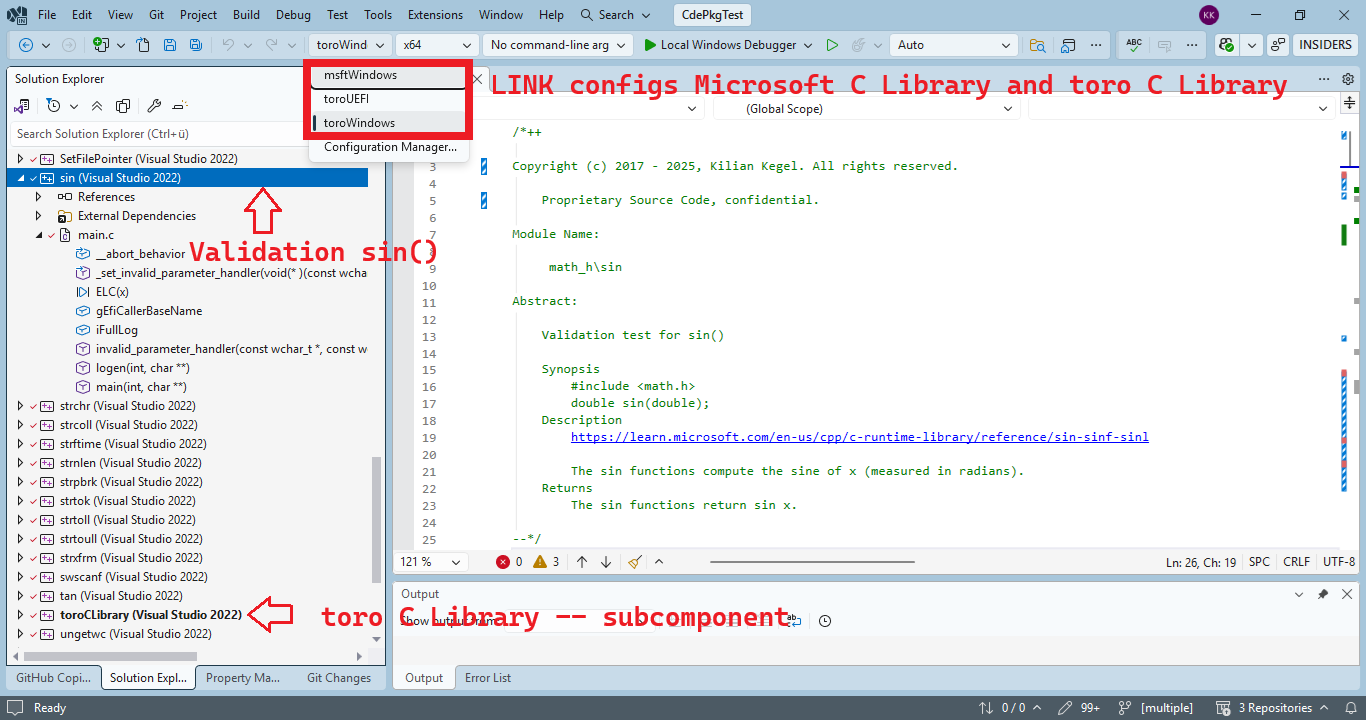 File Edit View Git Project Build Debug Test Tools Extensions Window Help Search CdePkgTest KK
toroWind x64 No command-line arg Local Windows Debugger Auto ABC INSIDERS
Solution Explorer
msftWindows
toroUEFI
toroWindows
Configuration Manager...
LINK configs Microsoft C Library and toro C Library
Search Solution Explorer (Ctrl+ü)
(Global Scope)
SetFilePointer (Visual Studio 2022)
sin (Visual Studio 2022)
References
External Dependencies
main.c
__abort_behavior
Validation sin()
_set_invalid_parameter_handler(void(* )(const wcha
ELC(x)
gEfiCallerBaseName
iFullLog
invalid_parameter_handler(const wchar_t *, const w
logen(int, char **)
main(int, char **)
strchr (Visual Studio 2022)
strcoll (Visual Studio 2022)
strftime (Visual Studio 2022)
strnlen (Visual Studio 2022)
strpbrk (Visual Studio 2022)
strtok (Visual Studio 2022)
strtoll (Visual Studio 2022)
strtoull (Visual Studio 2022)
strxfrm (Visual Studio 2022)
swscanf (Visual Studio 2022)
tan (Visual Studio 2022)
toroCLibrary (Visual Studio 2022)
toro C Library -- subcomponent
ungetwc (Visual Studio 2022)
GitHub Copi... Solution Expl... Property Ma... Git Changes
/*++
3 Copyright (c) 2017 - 2025, Kilian Kegel. All rights reserved.
4
5 Proprietary Source Code, confidential.
6
7 Module Name:
8
9 math_h\sin
10
11 Abstract:
12
13 Validation test for sin()
14
15 Synopsis
16 #include <math.h>
17 double sin(double);
18 Description
19 https://learn.microsoft.com/en-us/cpp/c-runtime-library/reference/sin-sinf-sinl
20
21 The sin functions compute the sine of x (measured in radians).
22 Returns
23 The sin functions return sin x.
24
25 --*/
121 % 0 3 Ln: 26, Ch: 19 SPC CRLF UTF-8
Output
Show output from:
Output Error List
Ready 0 / 0 99+ [multiple] 3 Repositories